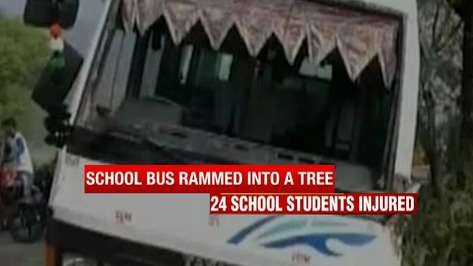 SCHOOL BUS RAMMED INTO A TREE
24 SCHOOL STUDENTS INJURED